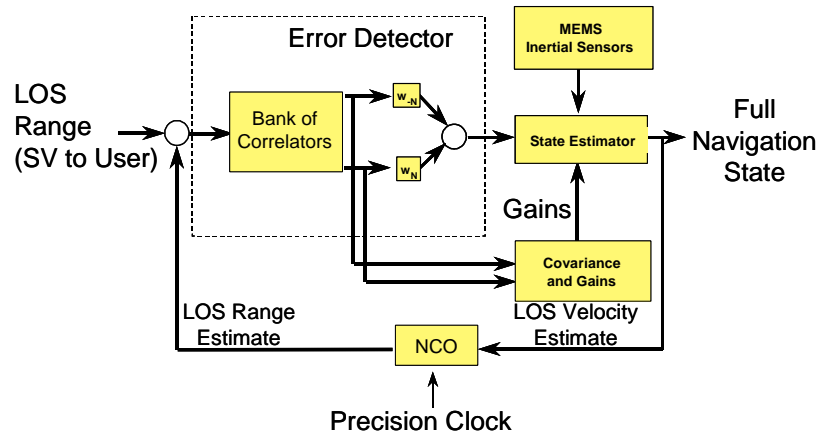 Error Detector
MEMS
Inertial Sensors
LOS
Range
(SV to User)
Bank of
Correlators
w-N
wN
State Estimator
Full
Navigation
State
Gains
Covariance
and Gains
LOS Range
Estimate
LOS Velocity
Estimate
NCO
Precision Clock